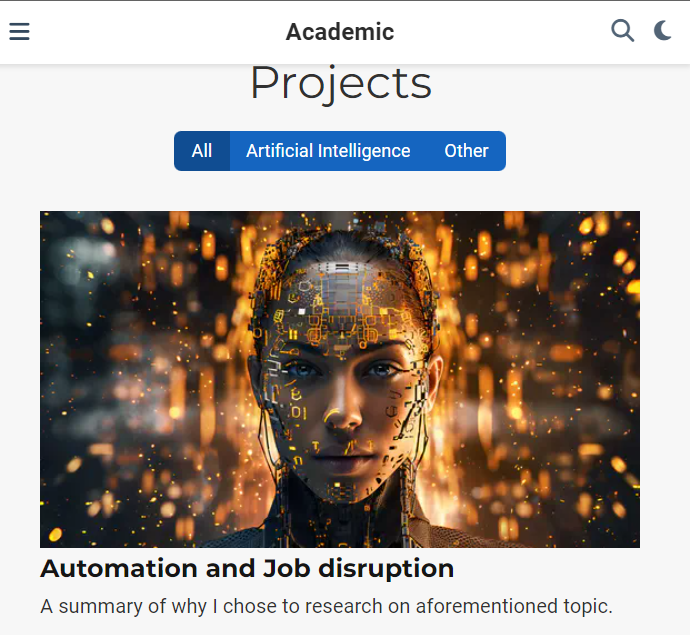 Academic
Projects
All Artificial Intelligence Other
Automation and Job disruption
A summary of why I chose to research on aforementioned topic.